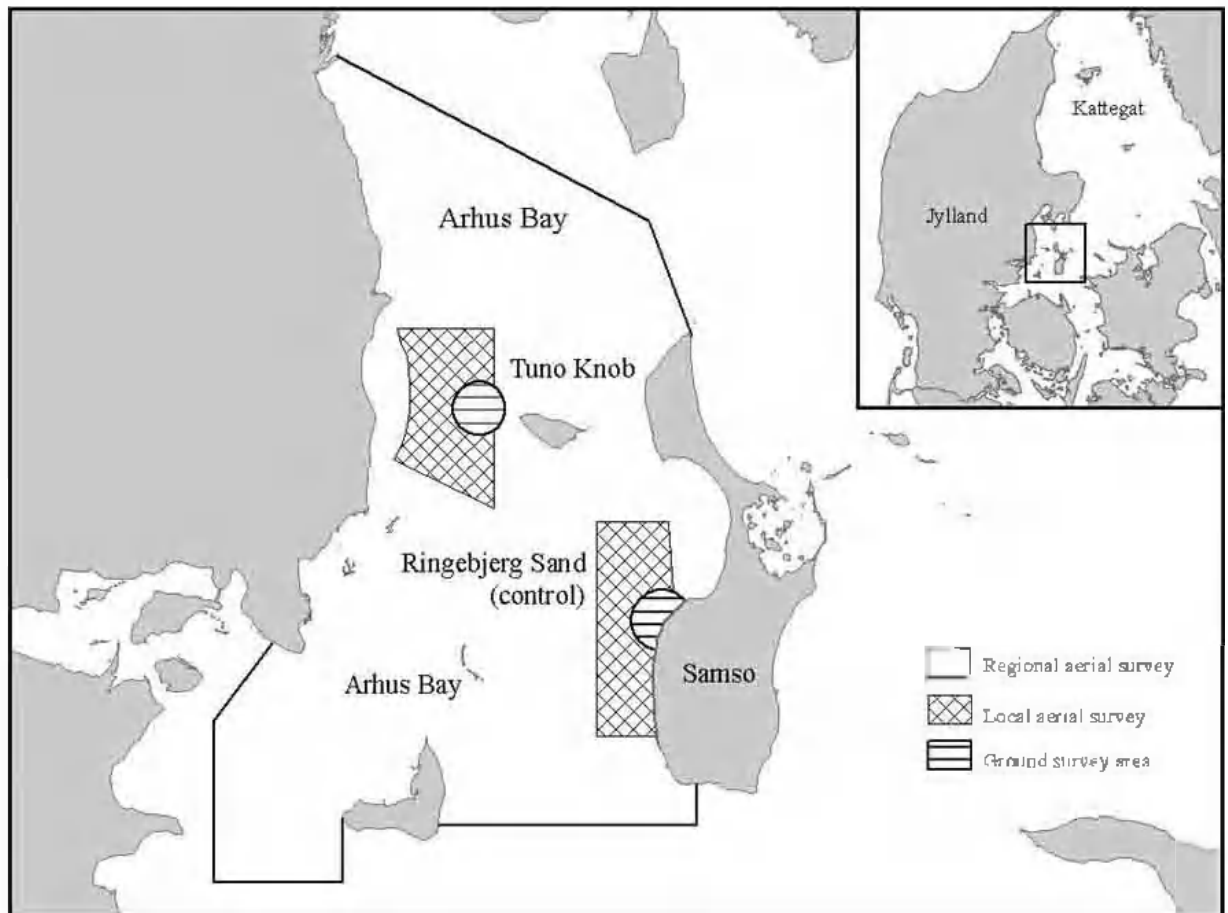 Kattegat
Jylland
Arhus Bay
Tuno Knob
Ringebjerg Sand
(control)
Samso
Arhus Bay
Regional aerial survey
Local aerial survey
Ground survey area